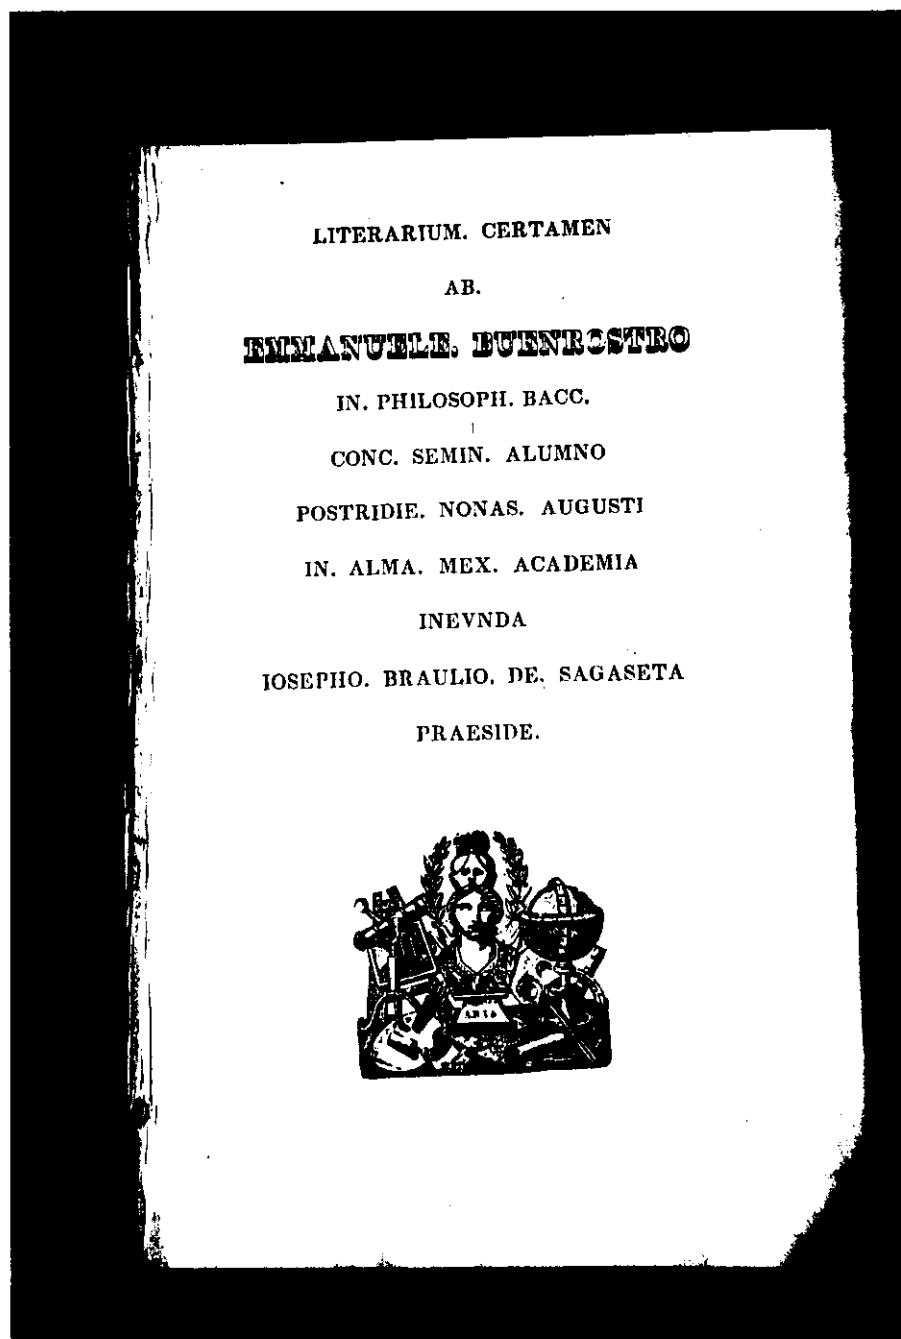 LITERARIUM. CERTAMEN
AB.
EMMANUELE. BUENROSTRO
IN. PHILOSOPH. BACC.
CONC. SEMIN. ALUMNO
POSTRIDIE. NONAS. AUGUSTI
IN. ALMA. MEX. ACADEMIA
INEVNDA
IOSEPHO. BRAULIO. DE. SAGASETA
PRAESIDE.